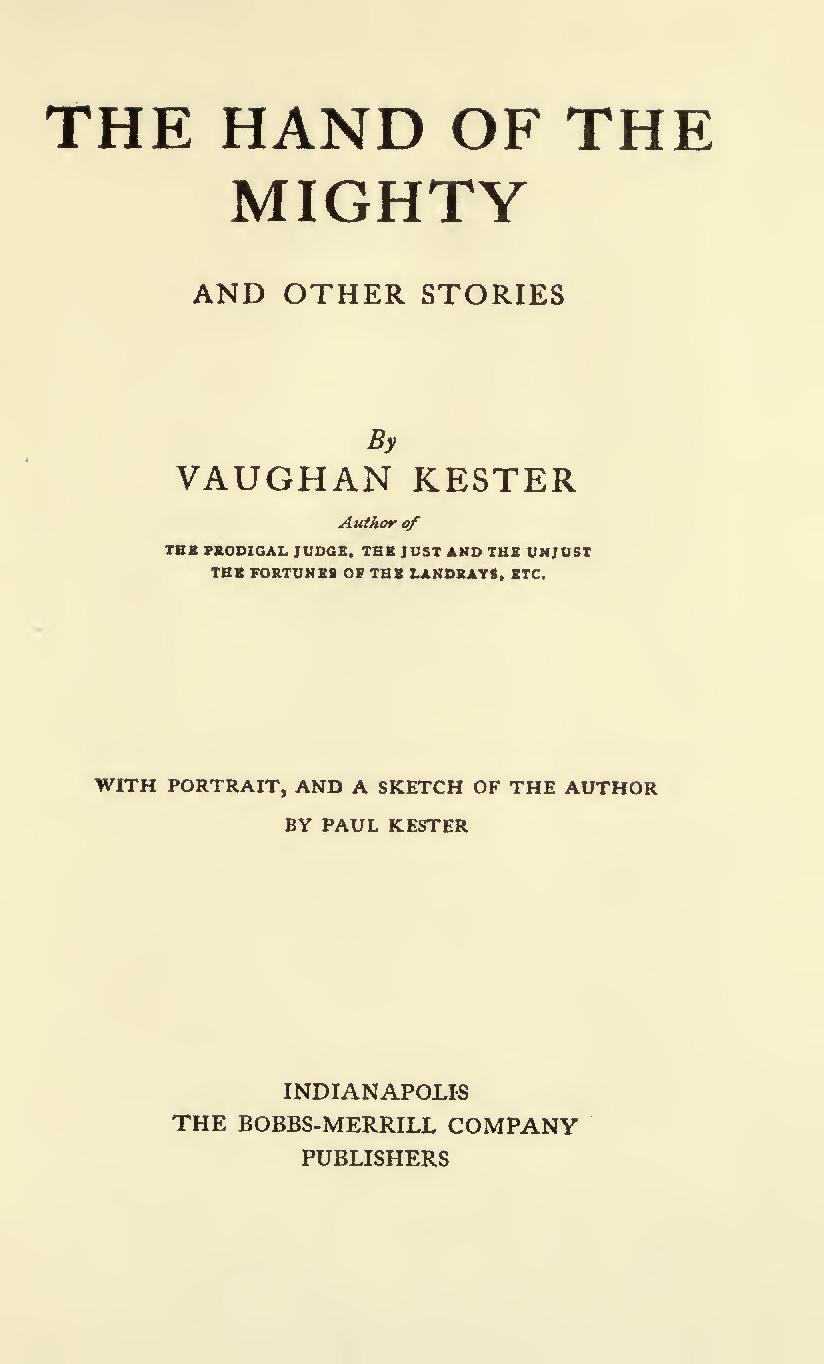 THE HAND OF THE
MIGHTY
AND OTHER STORIES
By
VAUGHAN KESTER
Author of
THE PRODIGAL JUDGE, THE JUST AND THE UNJUST
THE FORTUNES OF THE LANDRAYS, ETC.
WITH PORTRAIT, AND A SKETCH OF THE AUTHOR
BY PAUL KESTER
INDIANAPOLIS
THE BOBBS-MERRILL COMPANY
PUBLISHERS